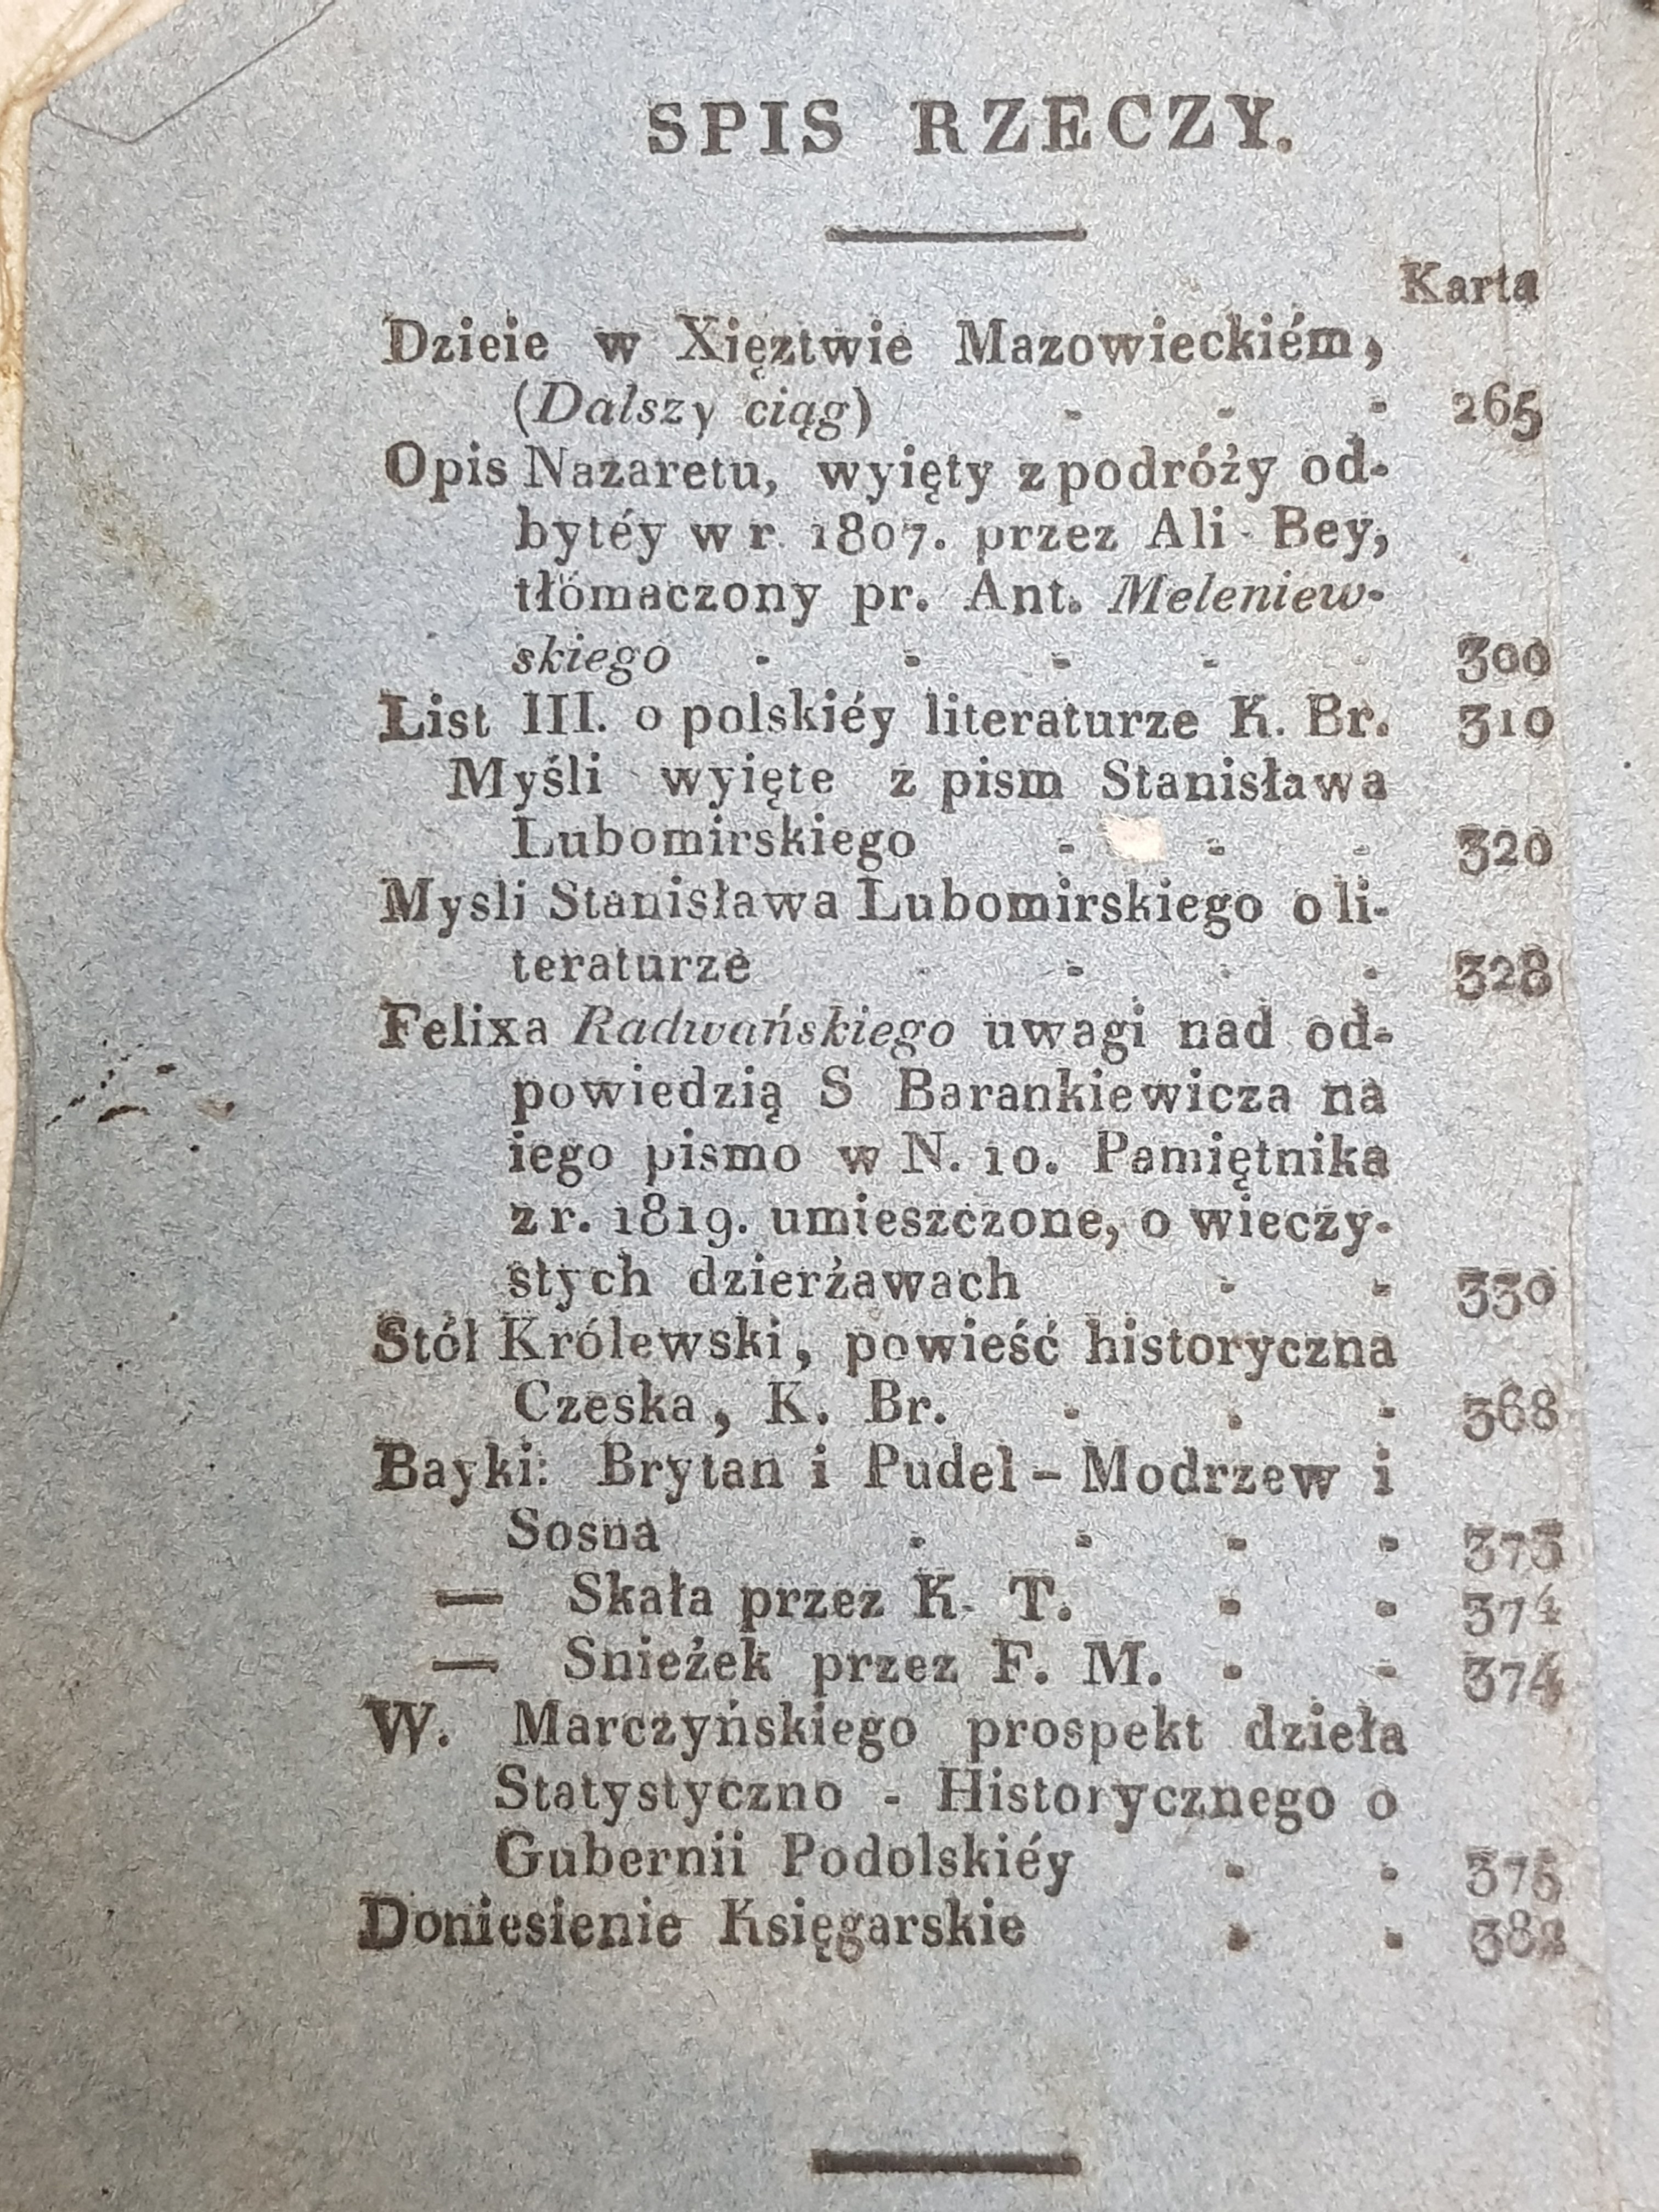 SPIS RZECZY.
Karta
Dzieie w Xięztwie Mazowieckiém,
(Dalszy ciąg) - - - 265
Opis Nazaretu, wyięty z podróży od-
bytéy w r. 1807. przez Ali-Bey,
tłómaczony pr. Ant. Meleniew-
skiego - - - - 300
List III. o polskiéy literaturze K. Br. 310
Myśli wyięte z pism Stanisława
Lubomirskiego - - - 320
Mysli Stanisława Lubomirskiego o li-
teraturze - - - - 328
Felixa Radwańskiego uwagi nad od-
powiedzią S Barankiewicza na
iego pismo w N. 10. Pamiętnika
z r. 1819. umieszczone, o wieczy-
stych dzierżawach - - 330
Stół Królewski, powieść historyczna
Czeska, K. Br. - - - 368
Bayki: Brytan i Pudel - Modrzew i
Sosna - - - - 373
— Skała przez K. T. - - 374
— Snieżek przez F. M. - - 374
W. Marczyńskiego prospekt dzieła
Statystyczno - Historycznego o
Gubernii Podolskiéy - - 375
Doniesienie Księgarskie - - 382